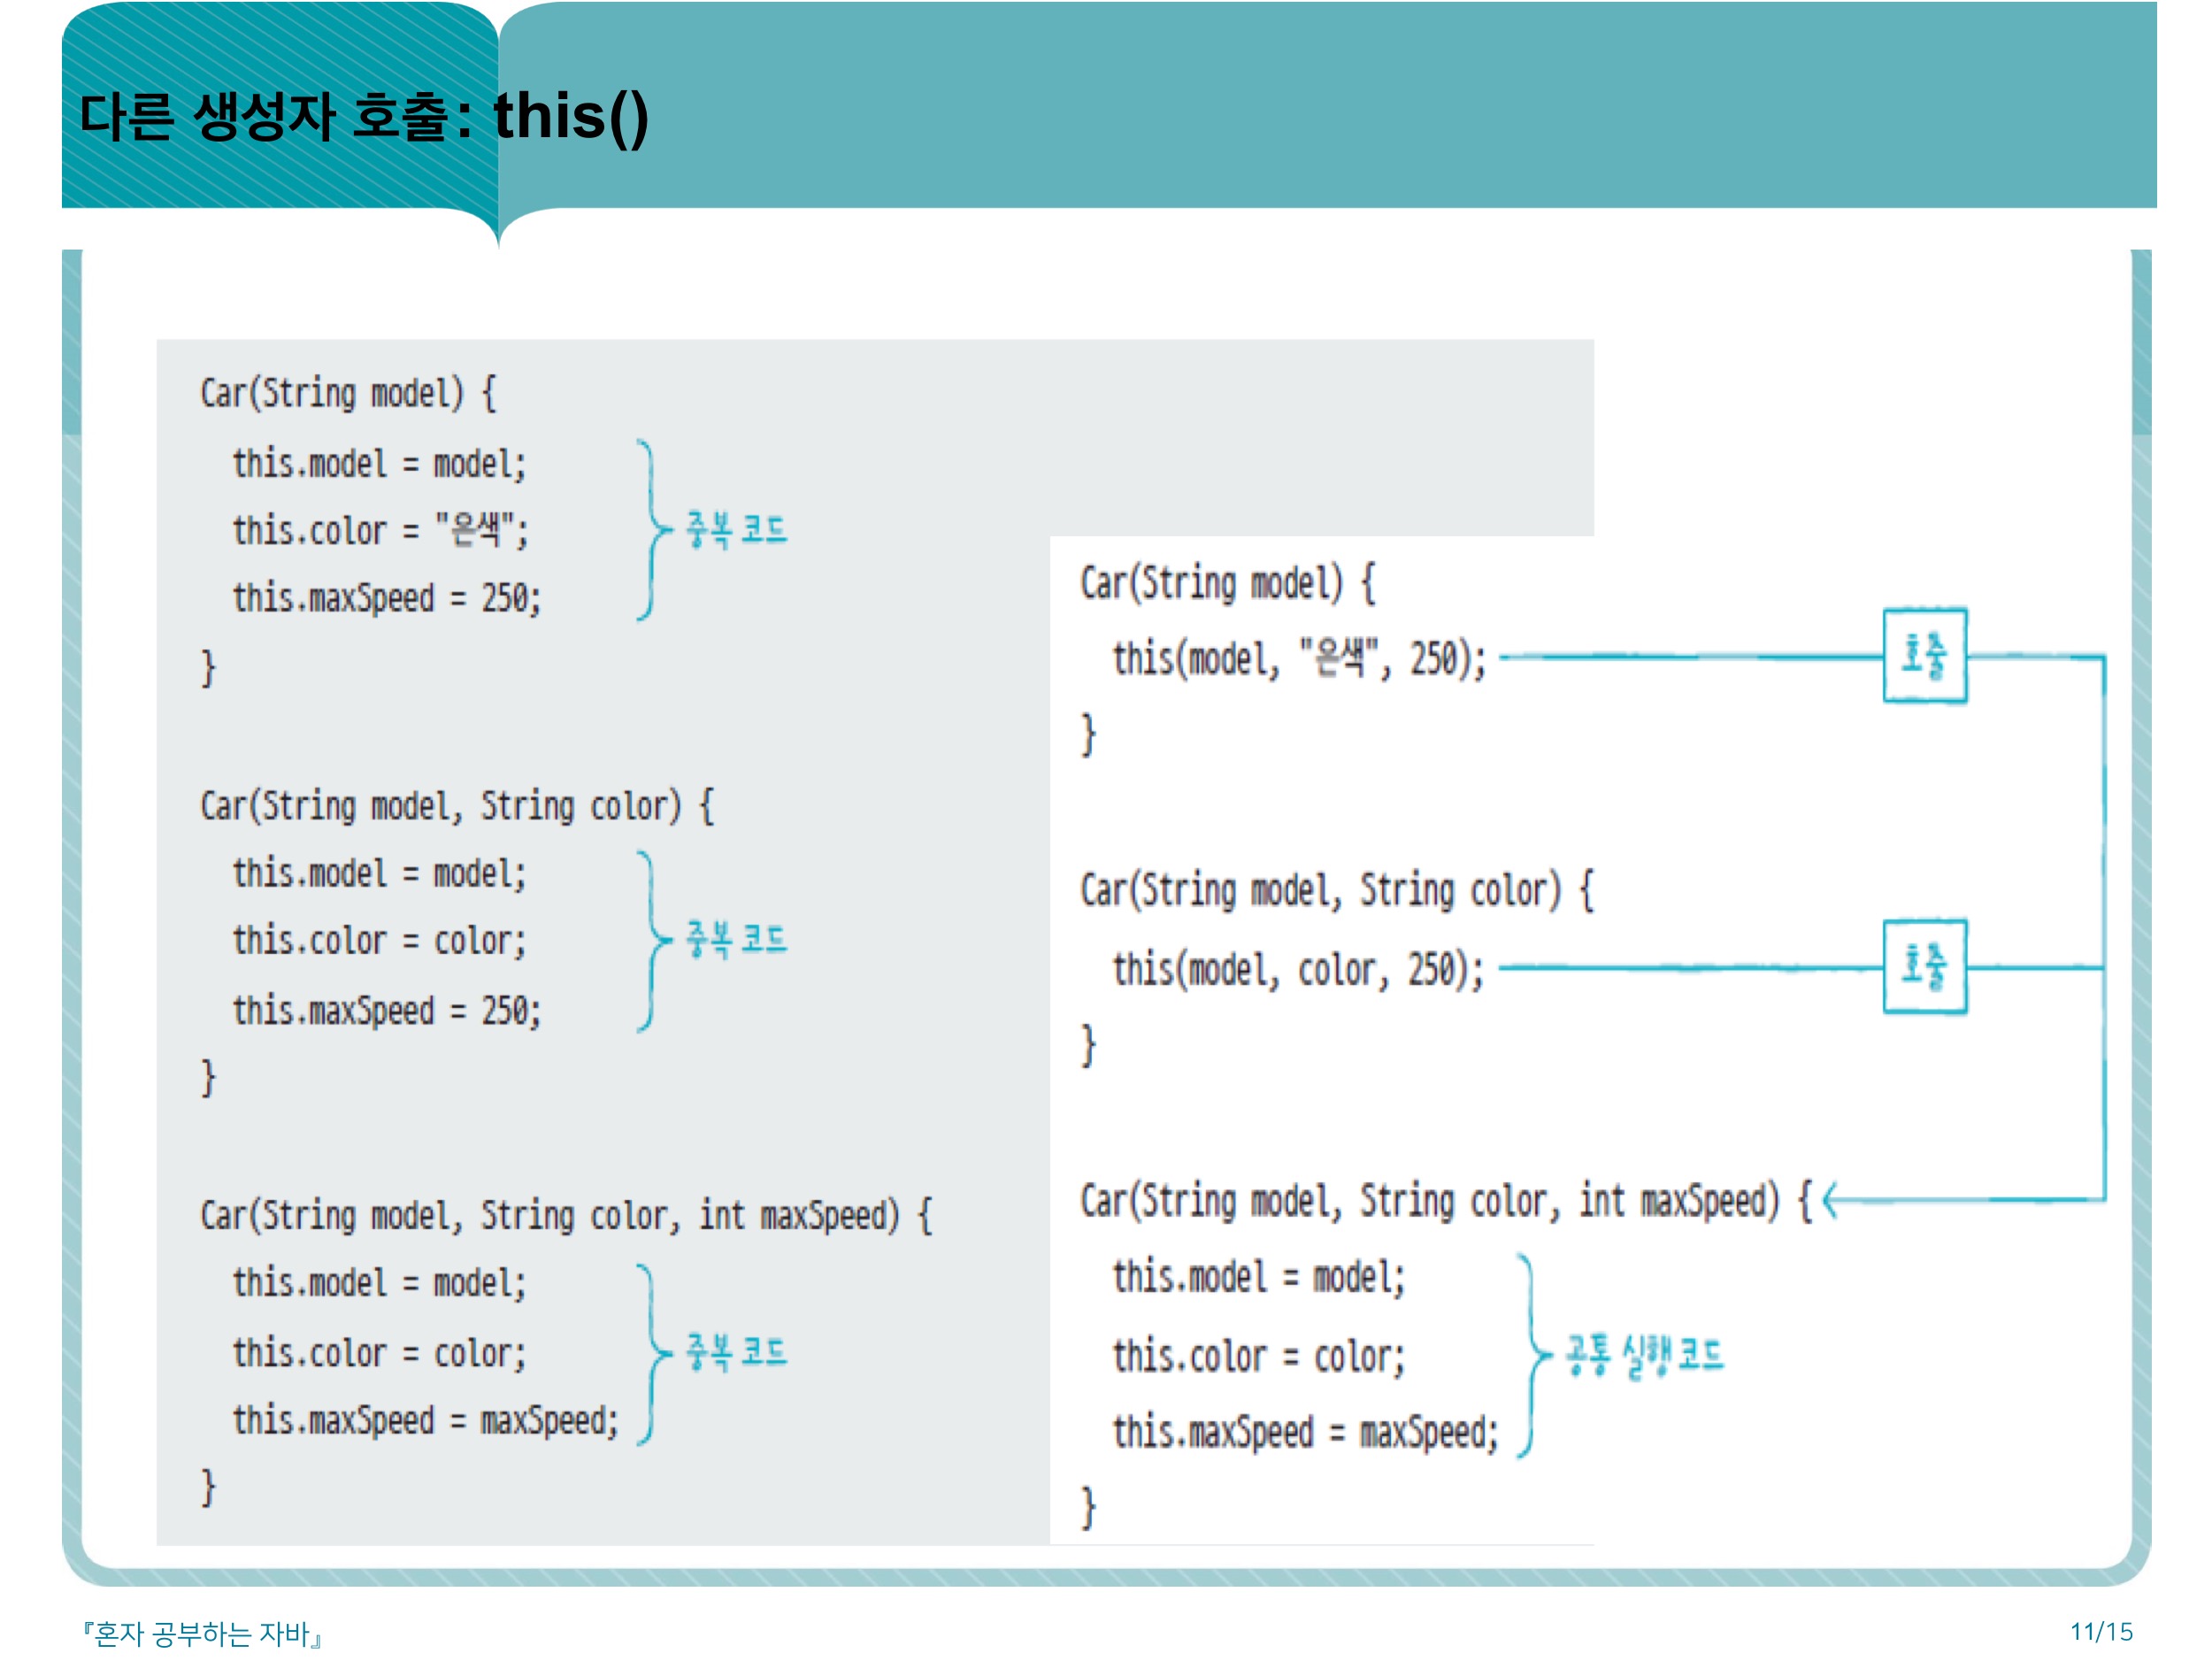 다른 생성자 호출: this()
Car(String model) {
this.model = model;
this.color = "은색";
this.maxSpeed = 250;
}
중복 코드
Car(String model, String color) {
this.model = model;
this.color = color;
this.maxSpeed = 250;
}
중복 코드
Car(String model, String color, int maxSpeed) {
this.model = model;
this.color = color;
this.maxSpeed = maxSpeed;
}
중복 코드
Car(String model) {
this(model, "은색", 250);
호출
}
Car(String model, String color) {
this(model, color, 250);
호출
}
Car(String model, String color, int maxSpeed) {
this.model = model;
this.color = color;
this.maxSpeed = maxSpeed;
}
공통 실행 코드
『혼자 공부하는 자바』
11/15